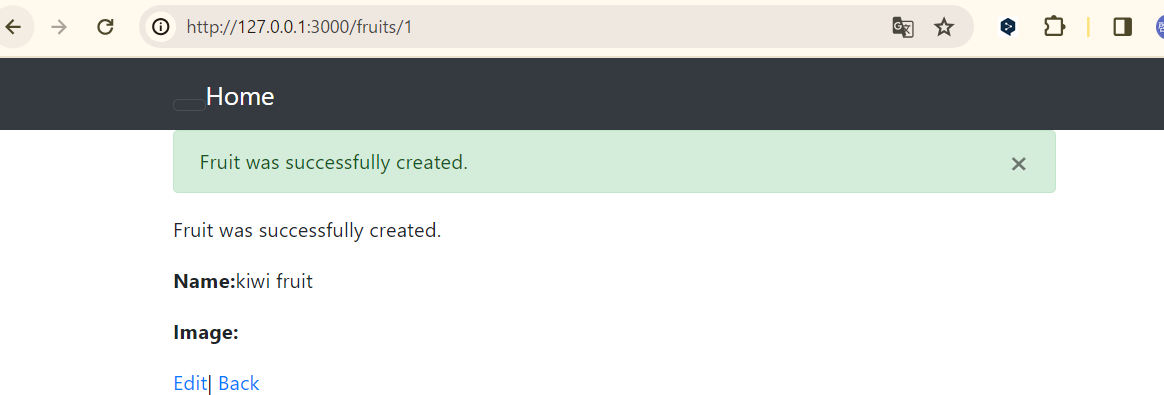 http://127.0.0.1:3000/fruits/1
Home
Fruit was successfully created. ×
Fruit was successfully created.
Name:kiwi fruit
Image:
Edit| Back